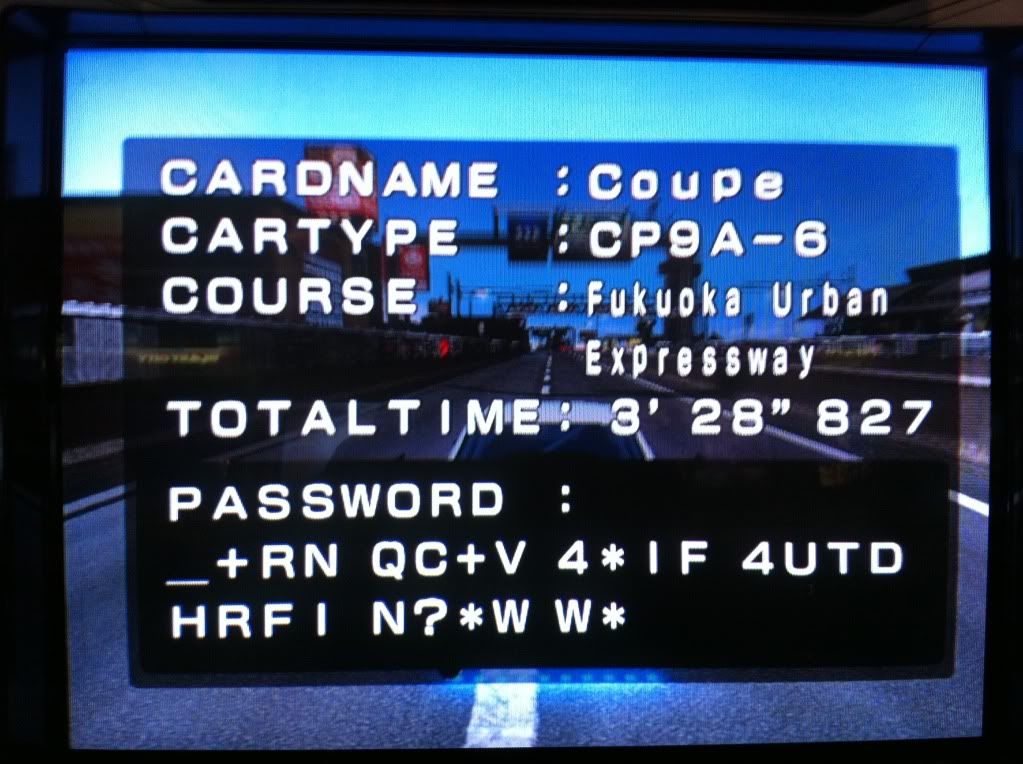 CARDNAME : Coupe
CARTYPE : CP9A-6
COURSE : Fukuoka Urban
Expressway
TOTALTIME: 3' 28" 827
PASSWORD :
_+RN QC+V 4*IF 4UTD
HRFI N?*W W*